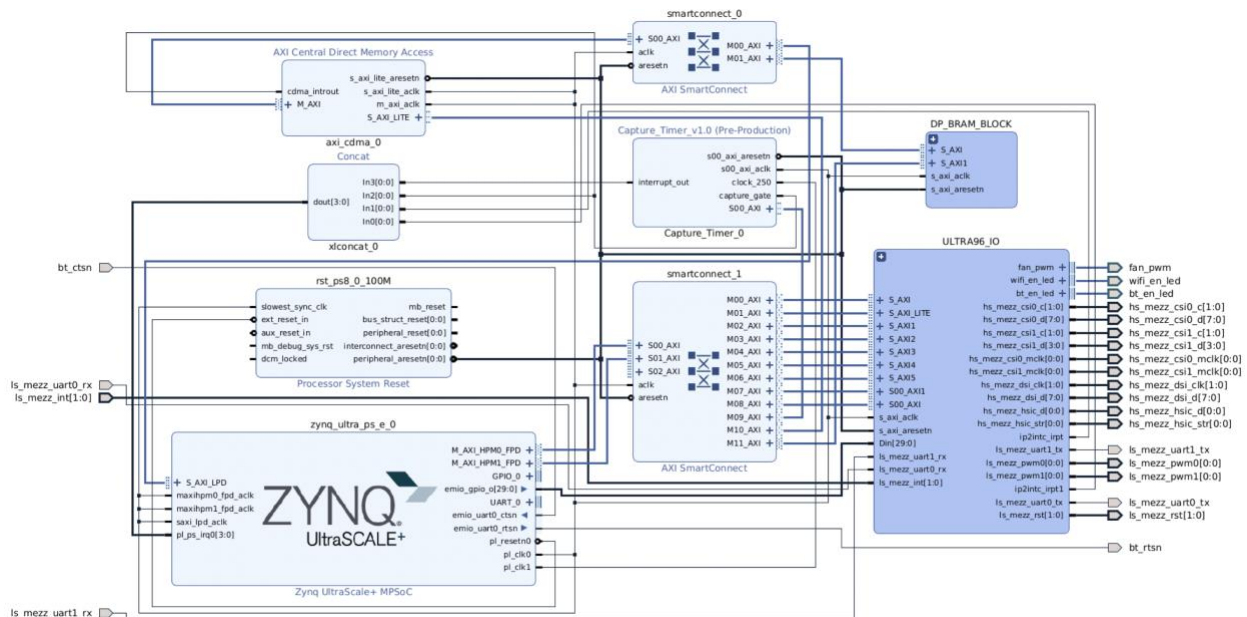 smartconnect_0
S00_AXI
aclk
aresetn
M00_AXI
M01_AXI
AXI SmartConnect
AXI Central Direct Memory Access
cdma_introut
M_AXI
s_axi_lite_aresetn
s_axi_lite_aclk
m_axi_aclk
S_AXI_LITE
axi_cdma_0
Concat
dout[3:0]
In3[0:0]
In2[0:0]
In1[0:0]
In0[0:0]
xlconcat_0
Capture_Timer_v1.0 (Pre-Production)
interrupt_out
s00_axi_aresetn
s00_axi_aclk
clock_250
capture_gate
S00_AXI
Capture_Timer_0
DP_BRAM_BLOCK
S_AXI
S_AXI1
s_axi_aclk
s_axi_aresetn
bt_ctsn
rst_ps8_0_100M
slowest_sync_clk
ext_reset_in
aux_reset_in
mb_debug_sys_rst
dcm_locked
mb_reset
bus_struct_reset[0:0]
peripheral_reset[0:0]
interconnect_aresetn[0:0]
peripheral_aresetn[0:0]
Processor System Reset
ls_mezz_uart0_rx
ls_mezz_int[1:0]
smartconnect_1
S00_AXI
S01_AXI
S02_AXI
aclk
aresetn
M00_AXI
M01_AXI
M02_AXI
M03_AXI
M04_AXI
M05_AXI
M06_AXI
M07_AXI
M08_AXI
M09_AXI
M10_AXI
M11_AXI
AXI SmartConnect
zynq_ultra_ps_e_0
S_AXI_LPD
maxihpm0_fpd_aclk
maxihpm1_fpd_aclk
saxi_lpd_aclk
pl_ps_irq0[3:0]
ZYNQ
UltraSCALE+
M_AXI_HPM0_FPD
M_AXI_HPM1_FPD
GPIO_0
emio_gpio_o[29:0]
UART_0
emio_uart0_ctsn
emio_uart0_rtsn
pl_resetn0
pl_clk0
pl_clk1
Zynq UltraScale+ MPSoC
ls_mezz_uart1_rx
ULTRA96_IO
S_AXI
S_AXI_LITE
S_AXI1
S_AXI2
S_AXI3
S_AXI4
S_AXI5
S00_AXI1
S00_AXI
s_axi_aclk
s_axi_aresetn
Din[29:0]
ls_mezz_uart1_rx
ls_mezz_uart0_rx
ls_mezz_int[1:0]
fan_pwm
wifi_en_led
bt_en_led
hs_mezz_csi0_c[1:0]
hs_mezz_csi0_d[7:0]
hs_mezz_csi1_c[1:0]
hs_mezz_csi1_d[3:0]
hs_mezz_csi0_mclk[0:0]
hs_mezz_csi1_mclk[0:0]
hs_mezz_dsi_clk[1:0]
hs_mezz_dsi_d[7:0]
hs_mezz_hsic_d[0:0]
hs_mezz_hsic_str[0:0]
ip2intc_irpt
ls_mezz_uart1_tx
ls_mezz_pwm0[0:0]
ls_mezz_pwm1[0:0]
ip2intc_irpt1
ls_mezz_uart0_tx
ls_mezz_rst[1:0]
fan_pwm
wifi_en_led
bt_en_led
hs_mezz_csi0_c[1:0]
hs_mezz_csi0_d[7:0]
hs_mezz_csi1_c[1:0]
hs_mezz_csi1_d[3:0]
hs_mezz_csi0_mclk[0:0]
hs_mezz_csi1_mclk[0:0]
hs_mezz_dsi_clk[1:0]
hs_mezz_dsi_d[7:0]
hs_mezz_hsic_d[0:0]
hs_mezz_hsic_str[0:0]
ls_mezz_uart1_tx
ls_mezz_pwm0[0:0]
ls_mezz_pwm1[0:0]
ls_mezz_uart0_tx
ls_mezz_rst[1:0]
bt_rtsn